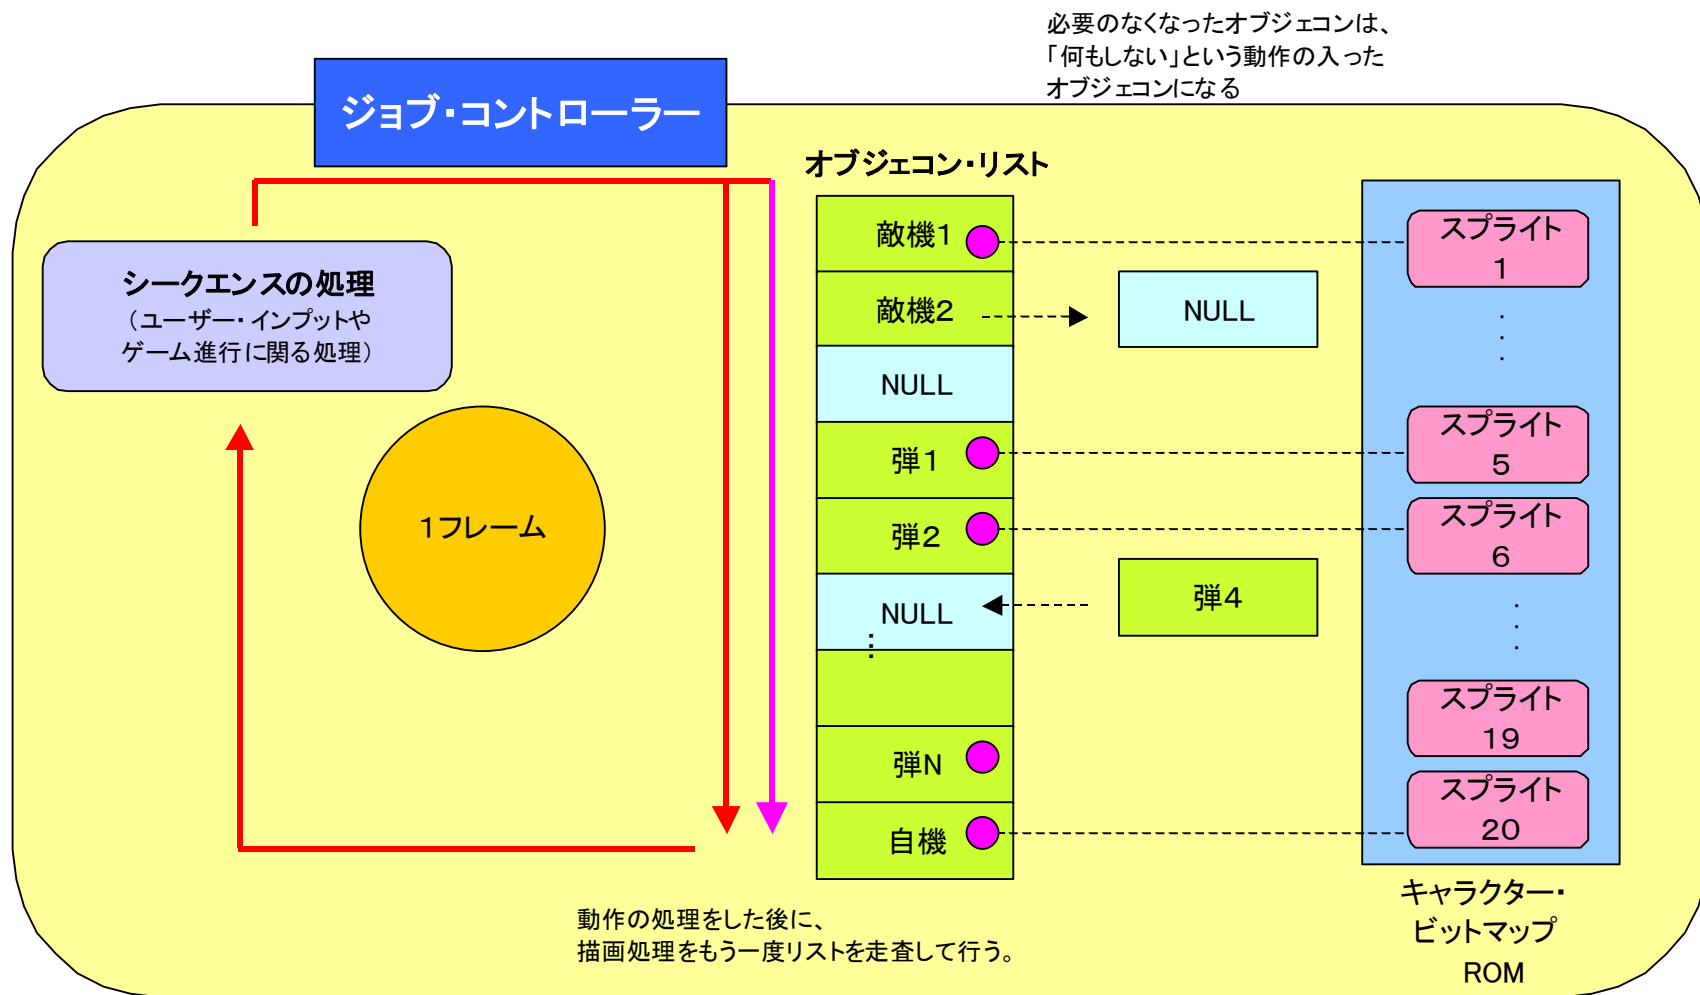 必要のなくなったオブジェコンは、
「何もしない」という動作の入った
オブジェコンになる
ジョブ・コントローラー
オブジェコン・リスト
シークエンスの処理
（ユーザー・インプットや
ゲーム進行に関る処理）
1フレーム
敵機1
敵機2
NULL
弾1
弾2
NULL
⋮
弾N
自機
NULL
弾4
スプライト
1
・
・
・
スプライト
5
スプライト
6
・
・
・
スプライト
19
スプライト
20
キャラクター・
ビットマップ
ROM
動作の処理をした後に、
描画処理をもう一度リストを走査して行う。